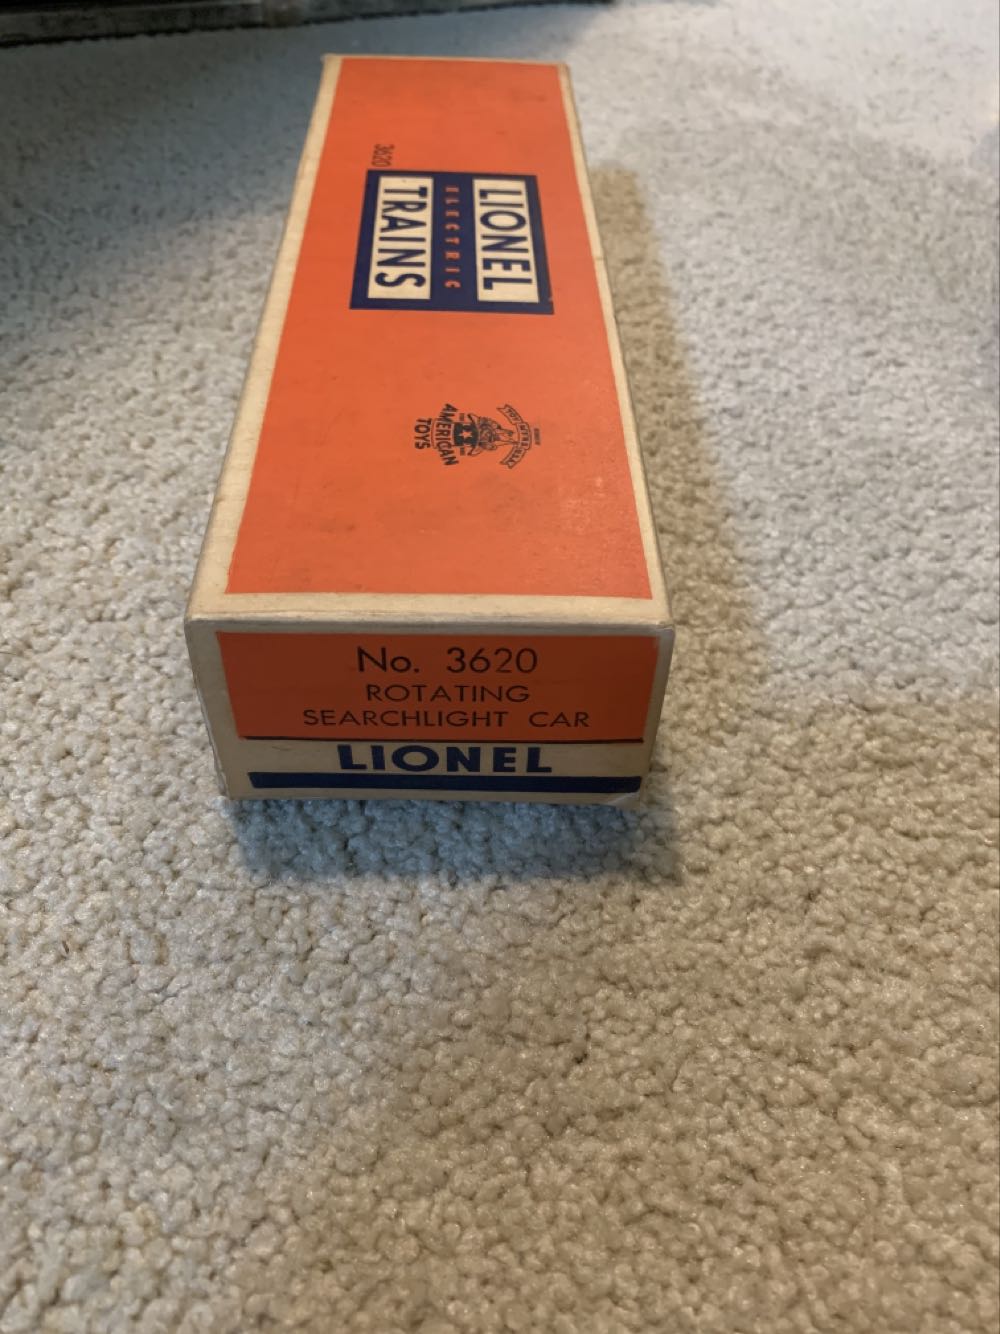 3620
LIONEL
ELECTRIC
TRAINS
AMERICAN
TOYS
No. 3620
ROTATING
SEARCHLIGHT CAR
LIONEL